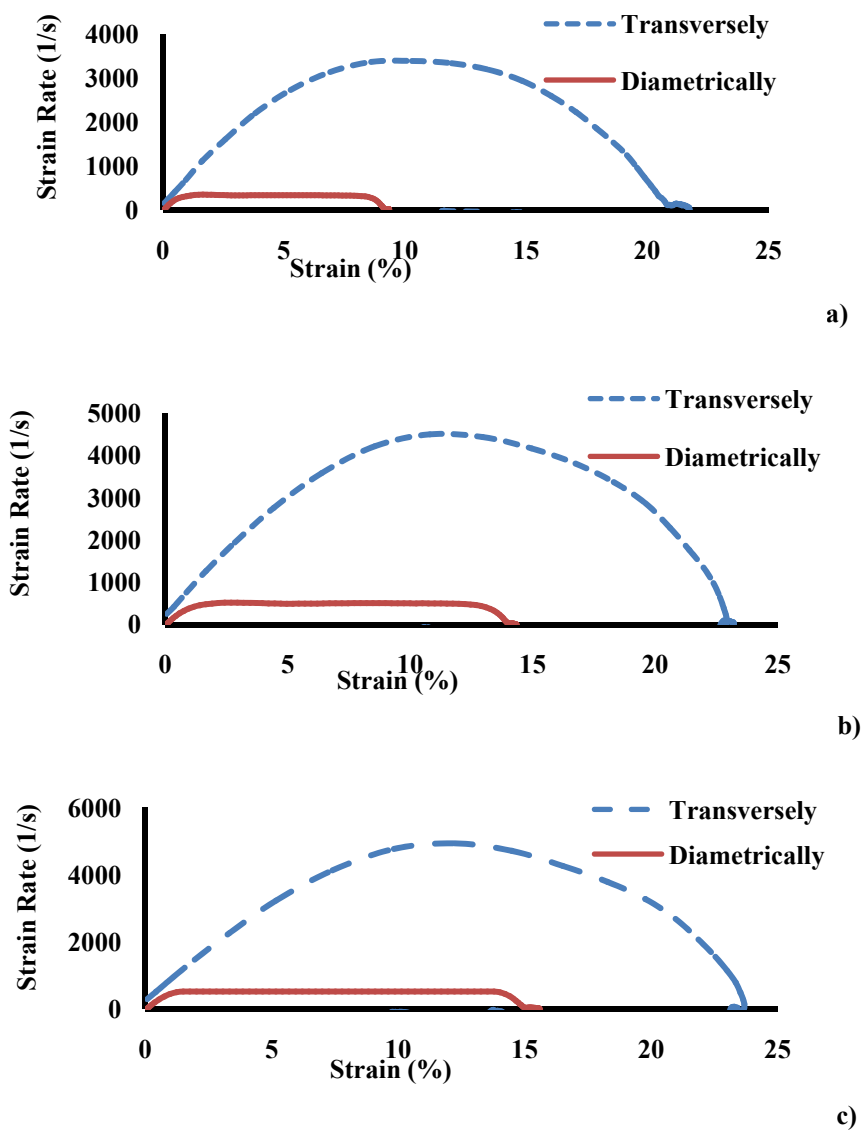 Strain Rate (1/s)
4000
3000
2000
1000
0
Transversely
Diametrically
0 5 10 15 20 25
Strain (%)
a)
Strain Rate (1/s)
5000
4000
3000
2000
1000
0
Transversely
Diametrically
0 5 10 15 20 25
Strain (%)
b)
Strain Rate (1/s)
6000
4000
2000
0
Transversely
Diametrically
0 5 10 15 20 25
Strain (%)
c)